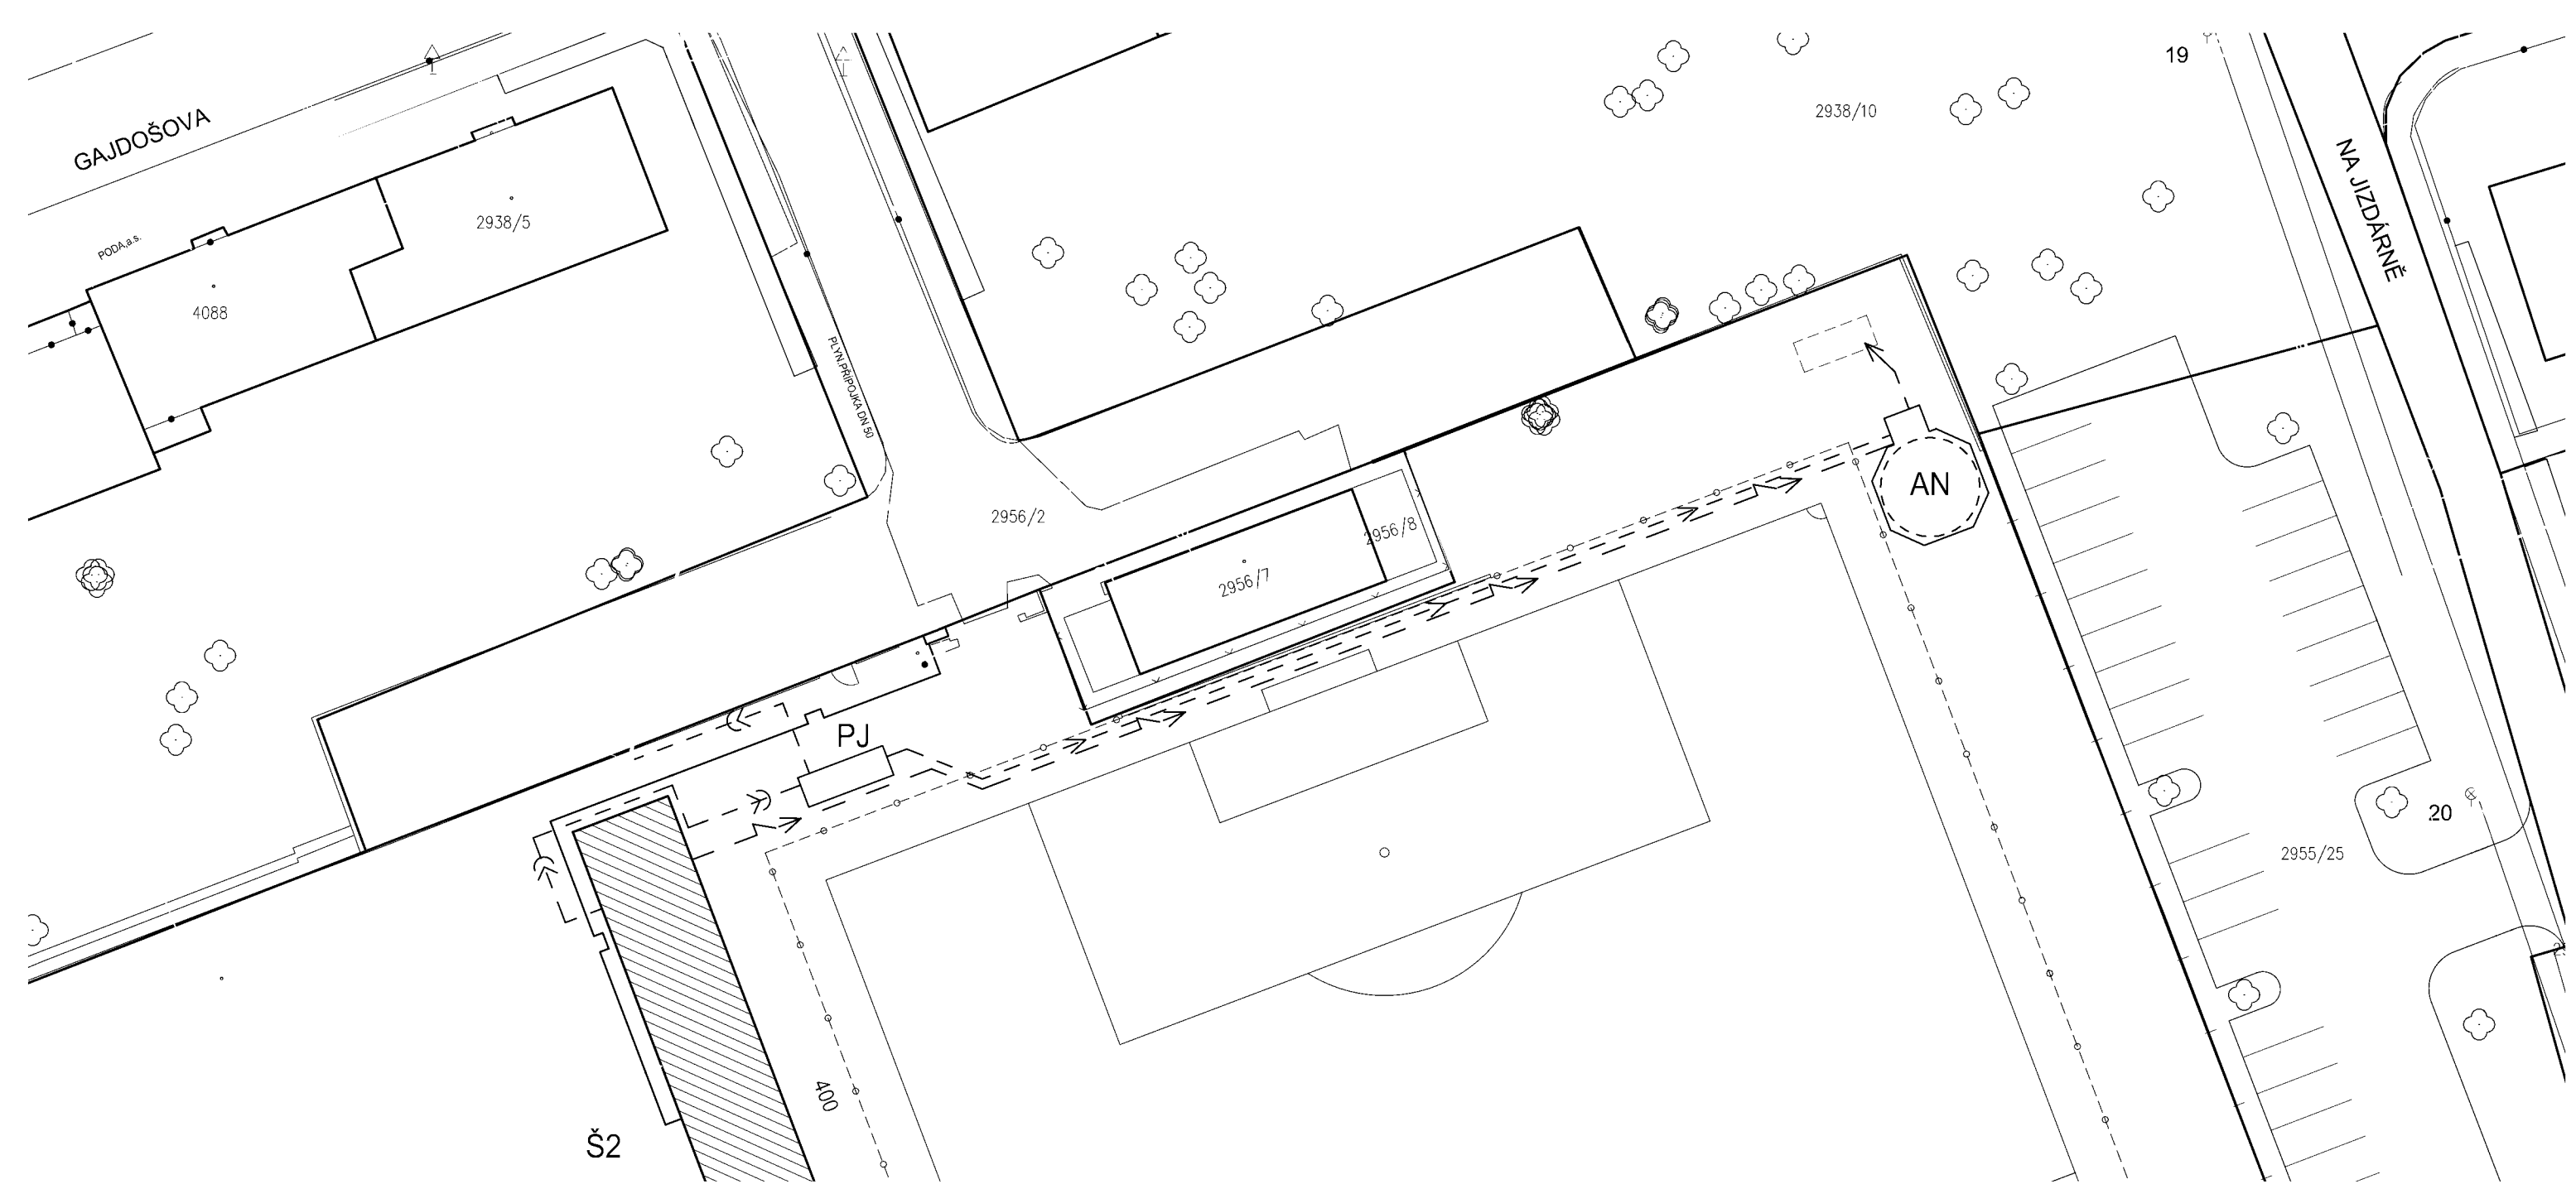 19
2938/10
GAJDOŠOVA
NA JIZDÁRNĚ
2938/5
PODA,a.s.
4088
PLYN.PŘÍPOJKA DN 50
AN
2956/2
2956/8
2956/7
PJ
20
2955/25
400
Š2